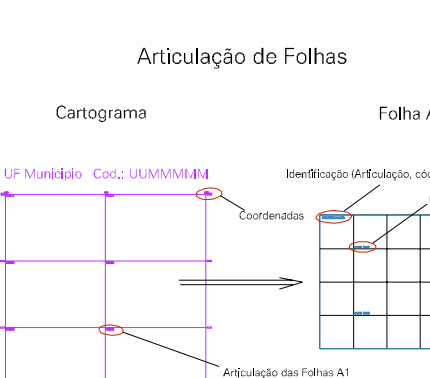 Articulação de Folhas
Cartograma
Folha A
UF Municipio Cod.: UUMMMMM
Identificação (Articulação, cód
Coordenadas
Articulação das Folhas A1